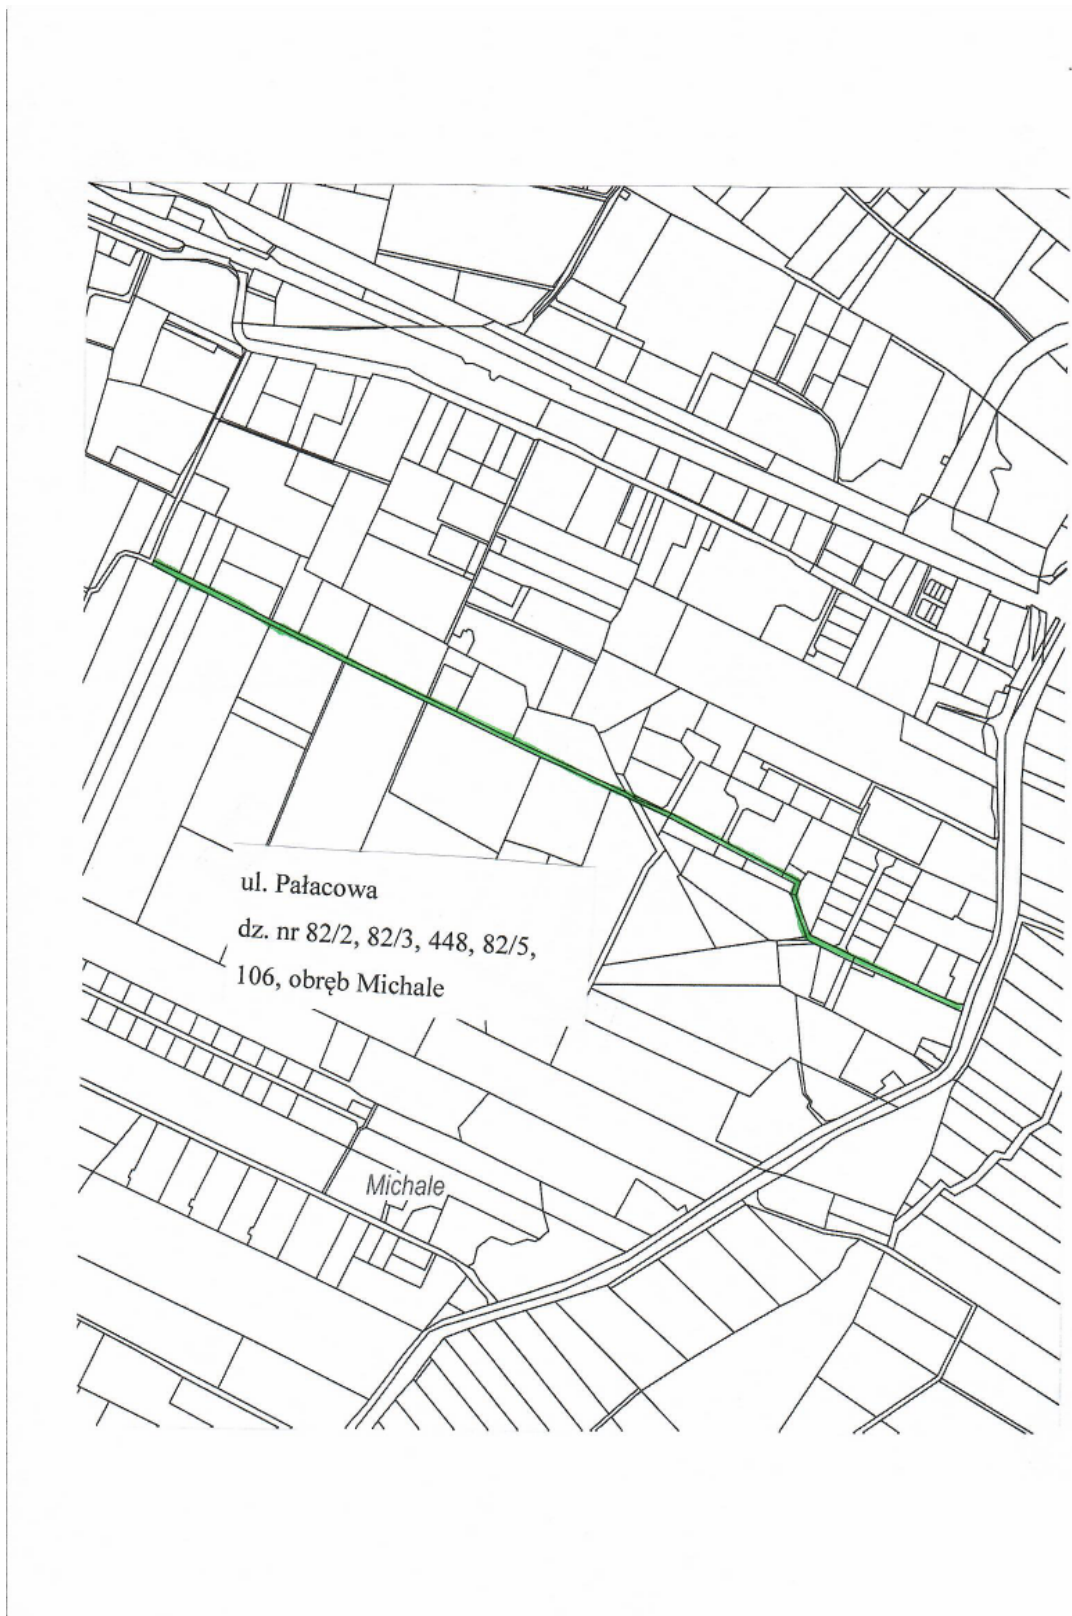 ul. Pałacowa
dz. nr 82/2, 82/3, 448, 82/5,
106, obręb Michale
Michale